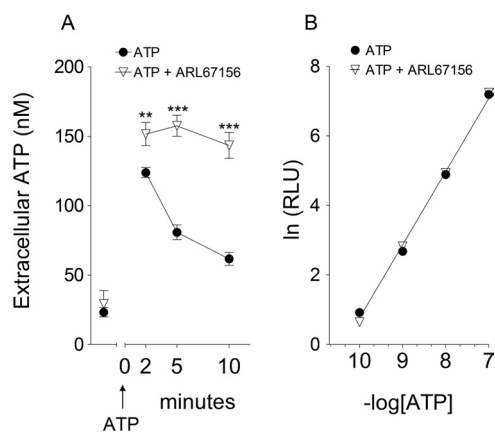 A
ATP
ATP + ARL67156
Extracellular ATP (nM)
200
150
100
50
0
**
***
***
0 2 5 10
minutes
ATP
B
ATP
ATP + ARL67156
ln (RLU)
8
6
4
2
0
10 9 8 7
-log[ATP]